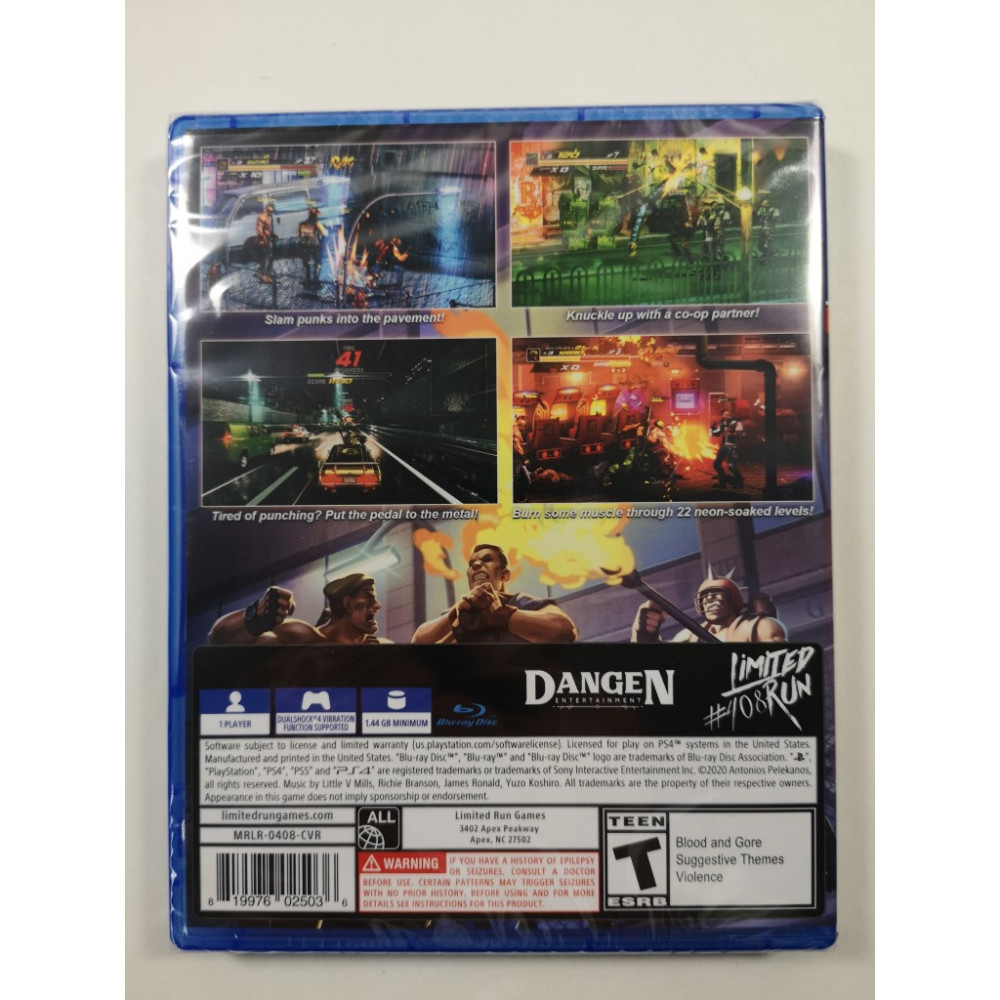 Slam punks into the pavement!
Knuckle up with a co-op partner!
41
Tired of punching? Put the pedal to the metal!
Burn some muscle through 22 neon-soaked levels!
DANGEN
ENTERTAINMENT
LIMITED
RUN
#408
1 PLAYER
DUALSHOCK®4 VIBRATION
FUNCTION SUPPORTED
1.44 GB MINIMUM
Blu-ray Disc
Software subject to license and limited warranty (us.playstation.com/softwarelicense). Licensed for play on PS4™ systems in the United States.
Manufactured and printed in the United States. "Blu-ray Disc™", "Blu-ray™" and "Blu-ray Disc™" logo are trademarks of Blu-ray Disc Association.
"PlayStation", "PS4", "PS5" and "PS4" are registered trademarks or trademarks of Sony Interactive Entertainment Inc. ©2020 Antonios Pelekanos,
all rights reserved. Music by Little V Mills, Richie Branson, James Ronald, Yuzo Koshiro. All trademarks are the property of their respective owners.
Appearance in this game does not imply sponsorship or endorsement.
limitedrungames.com
MRLR-0408-CVR
8 19976 02503 6
ALL
Limited Run Games
3402 Apex Peakway
Apex, NC 27502
WARNING
IF YOU HAVE A HISTORY OF EPILEPSY
OR SEIZURES, CONSULT A DOCTOR
BEFORE USE. CERTAIN PATTERNS MAY TRIGGER SEIZURES
WITH NO PRIOR HISTORY. BEFORE USING AND FOR MORE
DETAILS SEE INSTRUCTIONS FOR THIS PRODUCT.
TEEN
T
ESRB
Blood and Gore
Suggestive Themes
Violence